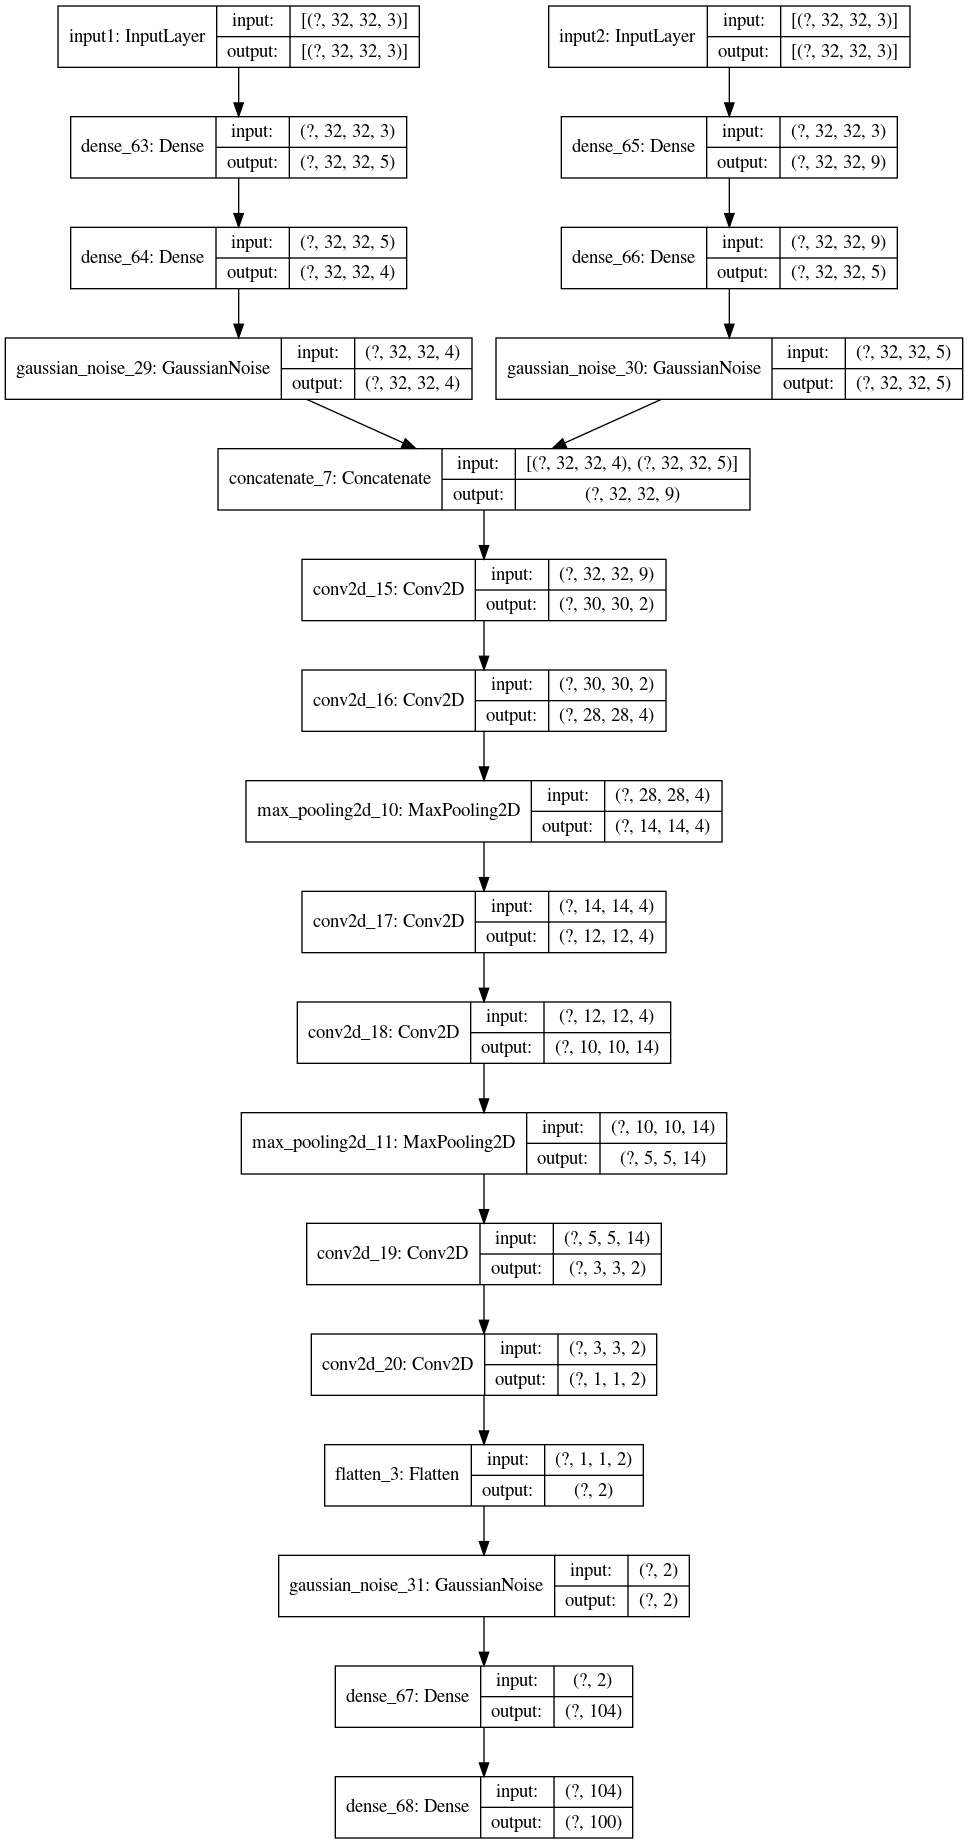 input1: InputLayer
input:
[(?, 32, 32, 3)]
output:
[(?, 32, 32, 3)]
input2: InputLayer
input:
[(?, 32, 32, 3)]
output:
[(?, 32, 32, 3)]
dense_63: Dense
input:
(?, 32, 32, 3)
output:
(?, 32, 32, 5)
dense_65: Dense
input:
(?, 32, 32, 3)
output:
(?, 32, 32, 9)
dense_64: Dense
input:
(?, 32, 32, 5)
output:
(?, 32, 32, 4)
dense_66: Dense
input:
(?, 32, 32, 9)
output:
(?, 32, 32, 5)
gaussian_noise_29: GaussianNoise
input:
(?, 32, 32, 4)
output:
(?, 32, 32, 4)
gaussian_noise_30: GaussianNoise
input:
(?, 32, 32, 5)
output:
(?, 32, 32, 5)
concatenate_7: Concatenate
input:
[(?, 32, 32, 4), (?, 32, 32, 5)]
output:
(?, 32, 32, 9)
conv2d_15: Conv2D
input:
(?, 32, 32, 9)
output:
(?, 30, 30, 2)
conv2d_16: Conv2D
input:
(?, 30, 30, 2)
output:
(?, 28, 28, 4)
max_pooling2d_10: MaxPooling2D
input:
(?, 28, 28, 4)
output:
(?, 14, 14, 4)
conv2d_17: Conv2D
input:
(?, 14, 14, 4)
output:
(?, 12, 12, 4)
conv2d_18: Conv2D
input:
(?, 12, 12, 4)
output:
(?, 10, 10, 14)
max_pooling2d_11: MaxPooling2D
input:
(?, 10, 10, 14)
output:
(?, 5, 5, 14)
conv2d_19: Conv2D
input:
(?, 5, 5, 14)
output:
(?, 3, 3, 2)
conv2d_20: Conv2D
input:
(?, 3, 3, 2)
output:
(?, 1, 1, 2)
flatten_3: Flatten
input:
(?, 1, 1, 2)
output:
(?, 2)
gaussian_noise_31: GaussianNoise
input:
(?, 2)
output:
(?, 2)
dense_67: Dense
input:
(?, 2)
output:
(?, 104)
dense_68: Dense
input:
(?, 104)
output:
(?, 100)